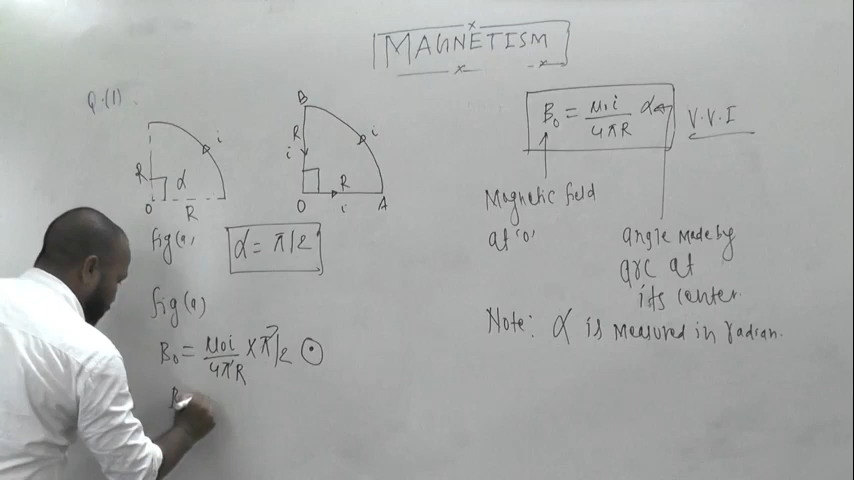 MAGNETISM
Q.(1)
R
α
O
R
i
B
R
i
O
R
i
A
i
B₀ = μ₀i/4πR α
V.V.I
Magnetic field
at 'o'
angle made by
arc at
its center.
Note: α is measured in radian.
fig(a)
α = π/2
fig(a)
B₀ = μ₀i/4πR × π/2 ⊙
B